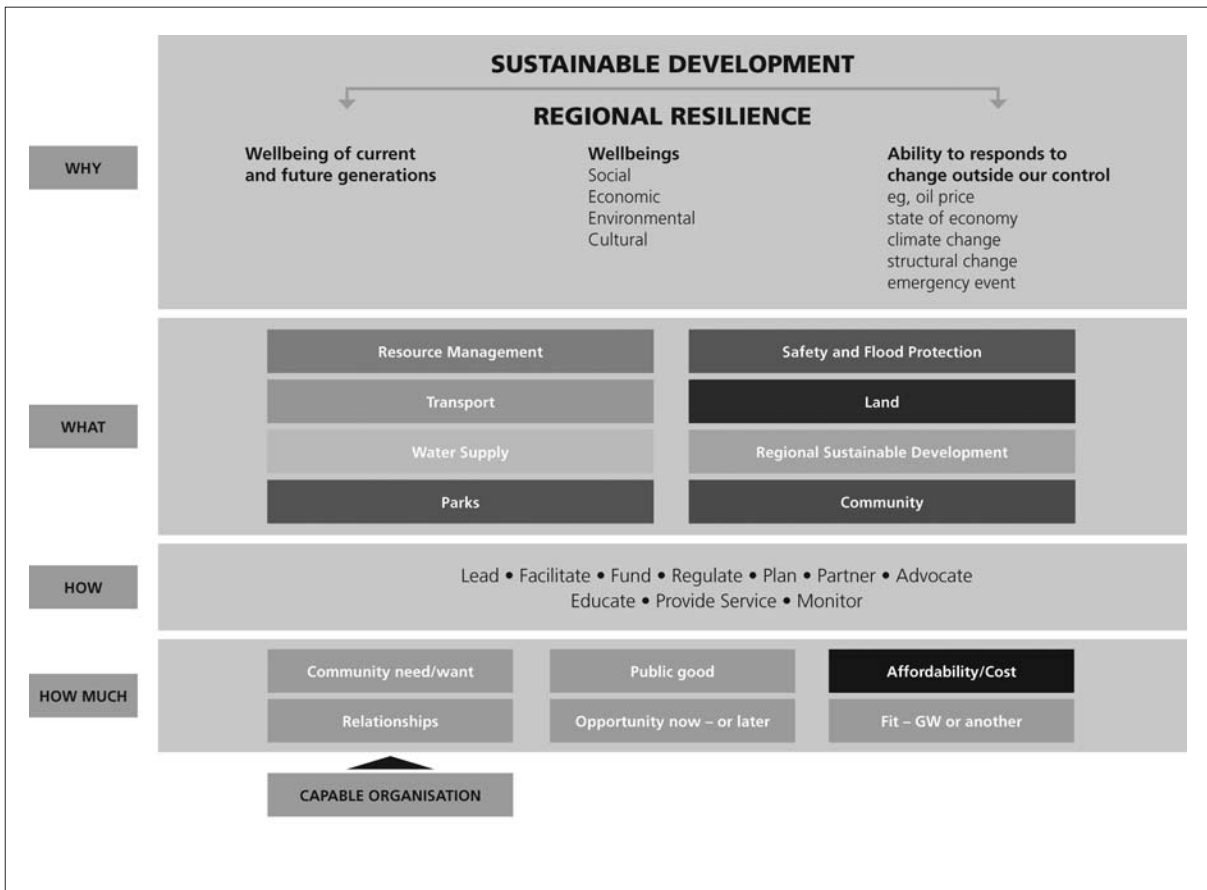 SUSTAINABLE DEVELOPMENT
REGIONAL RESILIENCE
WHY
Wellbeing of current
and future generations
Wellbeings
Social
Economic
Environmental
Cultural
Ability to responds to
change outside our control
eg, oil price
state of economy
climate change
structural change
emergency event
WHAT
Resource Management
Safety and Flood Protection
Transport
Land
Water Supply
Regional Sustainable Development
Parks
Community
HOW
Lead • Facilitate • Fund • Regulate • Plan • Partner • Advocate
Educate • Provide Service • Monitor
HOW MUCH
Community need/want
Public good
Affordability/Cost
Relationships
Opportunity now – or later
Fit – GW or another
CAPABLE ORGANISATION